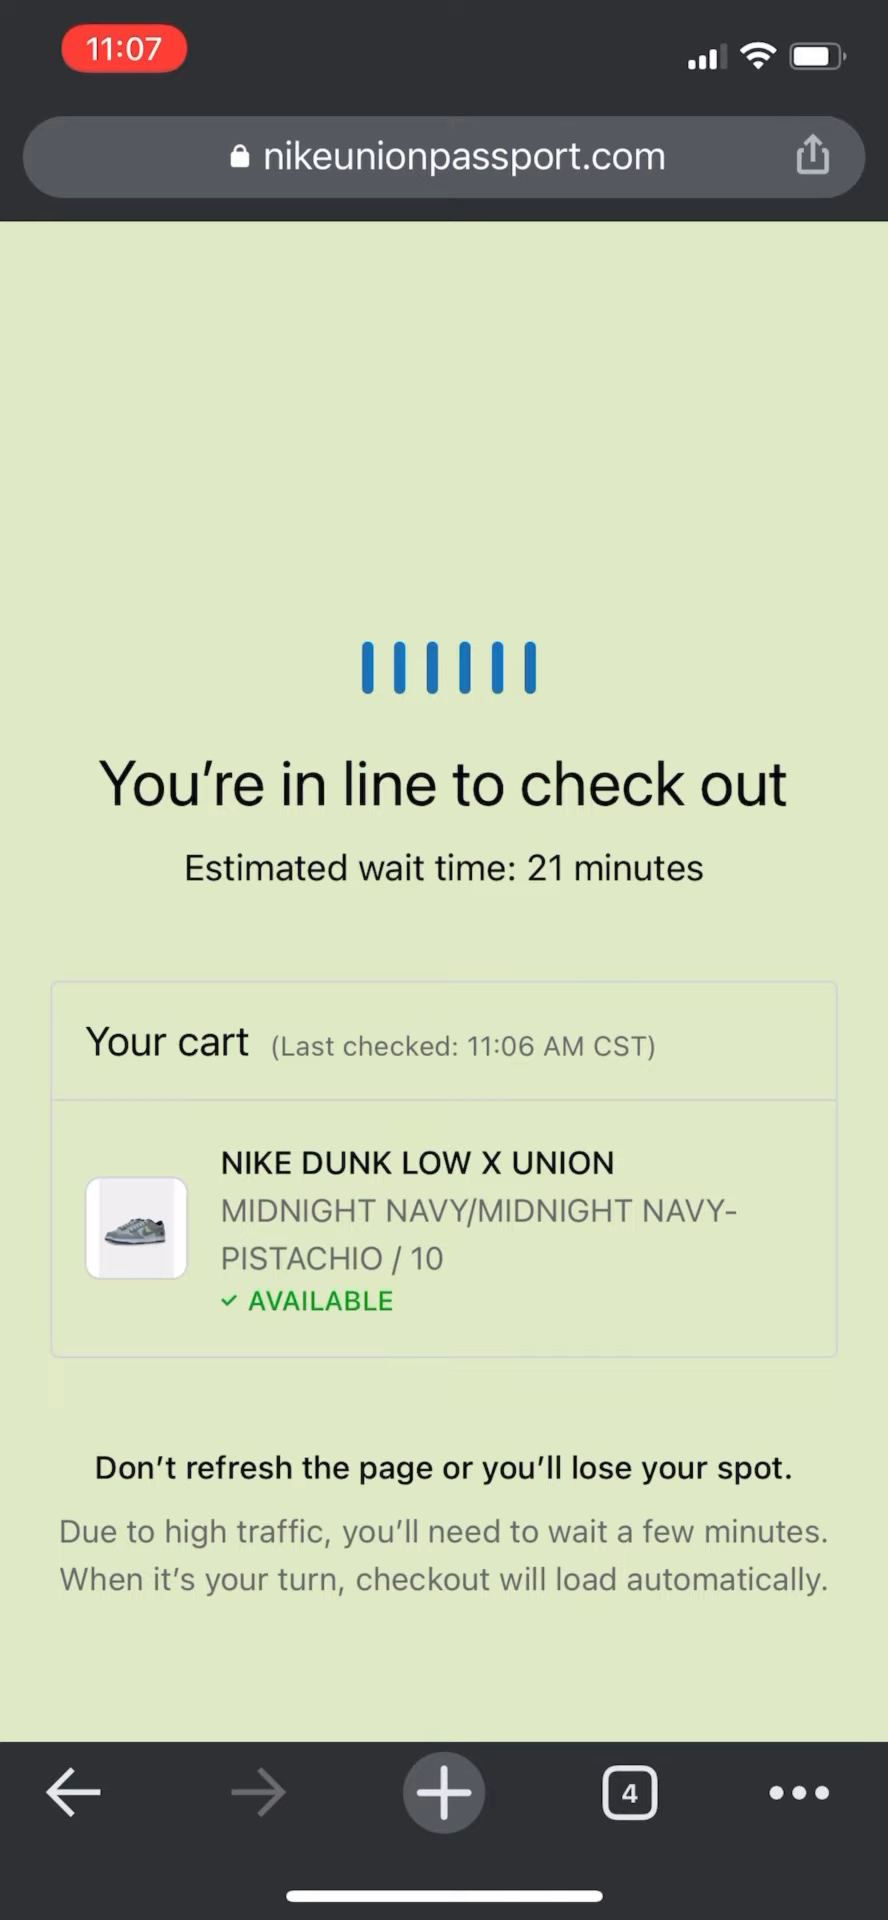 11:07
nikeunionpassport.com
You’re in line to check out
Estimated wait time: 21 minutes
Your cart (Last checked: 11:06 AM CST)
NIKE DUNK LOW X UNION
MIDNIGHT NAVY/MIDNIGHT NAVY-
PISTACHIO / 10
✓ AVAILABLE
Don’t refresh the page or you’ll lose your spot.
Due to high traffic, you’ll need to wait a few minutes.
When it’s your turn, checkout will load automatically.
4